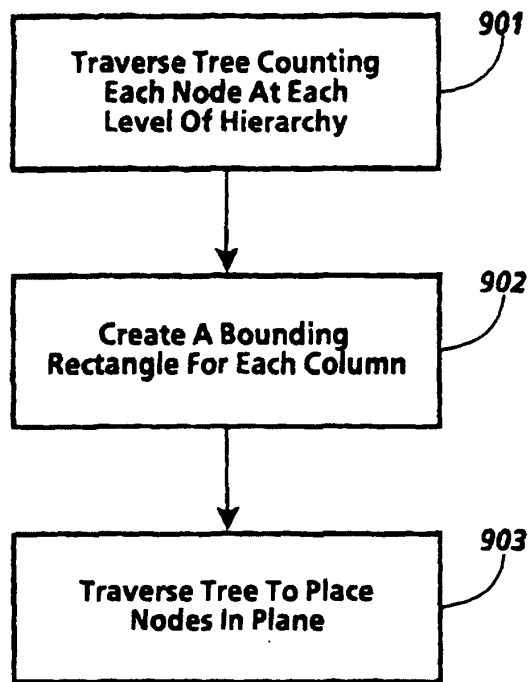 901
Traverse Tree Counting
Each Node At Each
Level Of Hierarchy
902
Create A Bounding
Rectangle For Each Column
903
Traverse Tree To Place
Nodes In Plane